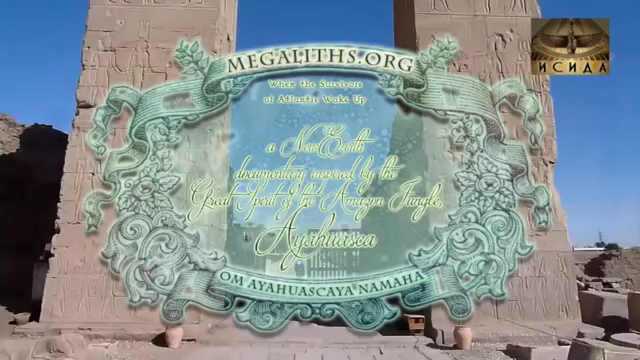 MEGALITHS.ORG
When the Survivors
of Atlantis Wake Up
a NewEarth
documentary inspired by the
Great Spirit of the Amazon Jungle,
Ayahuasca
OM AYAHUASCAYA NAMAHA
ИСИДА